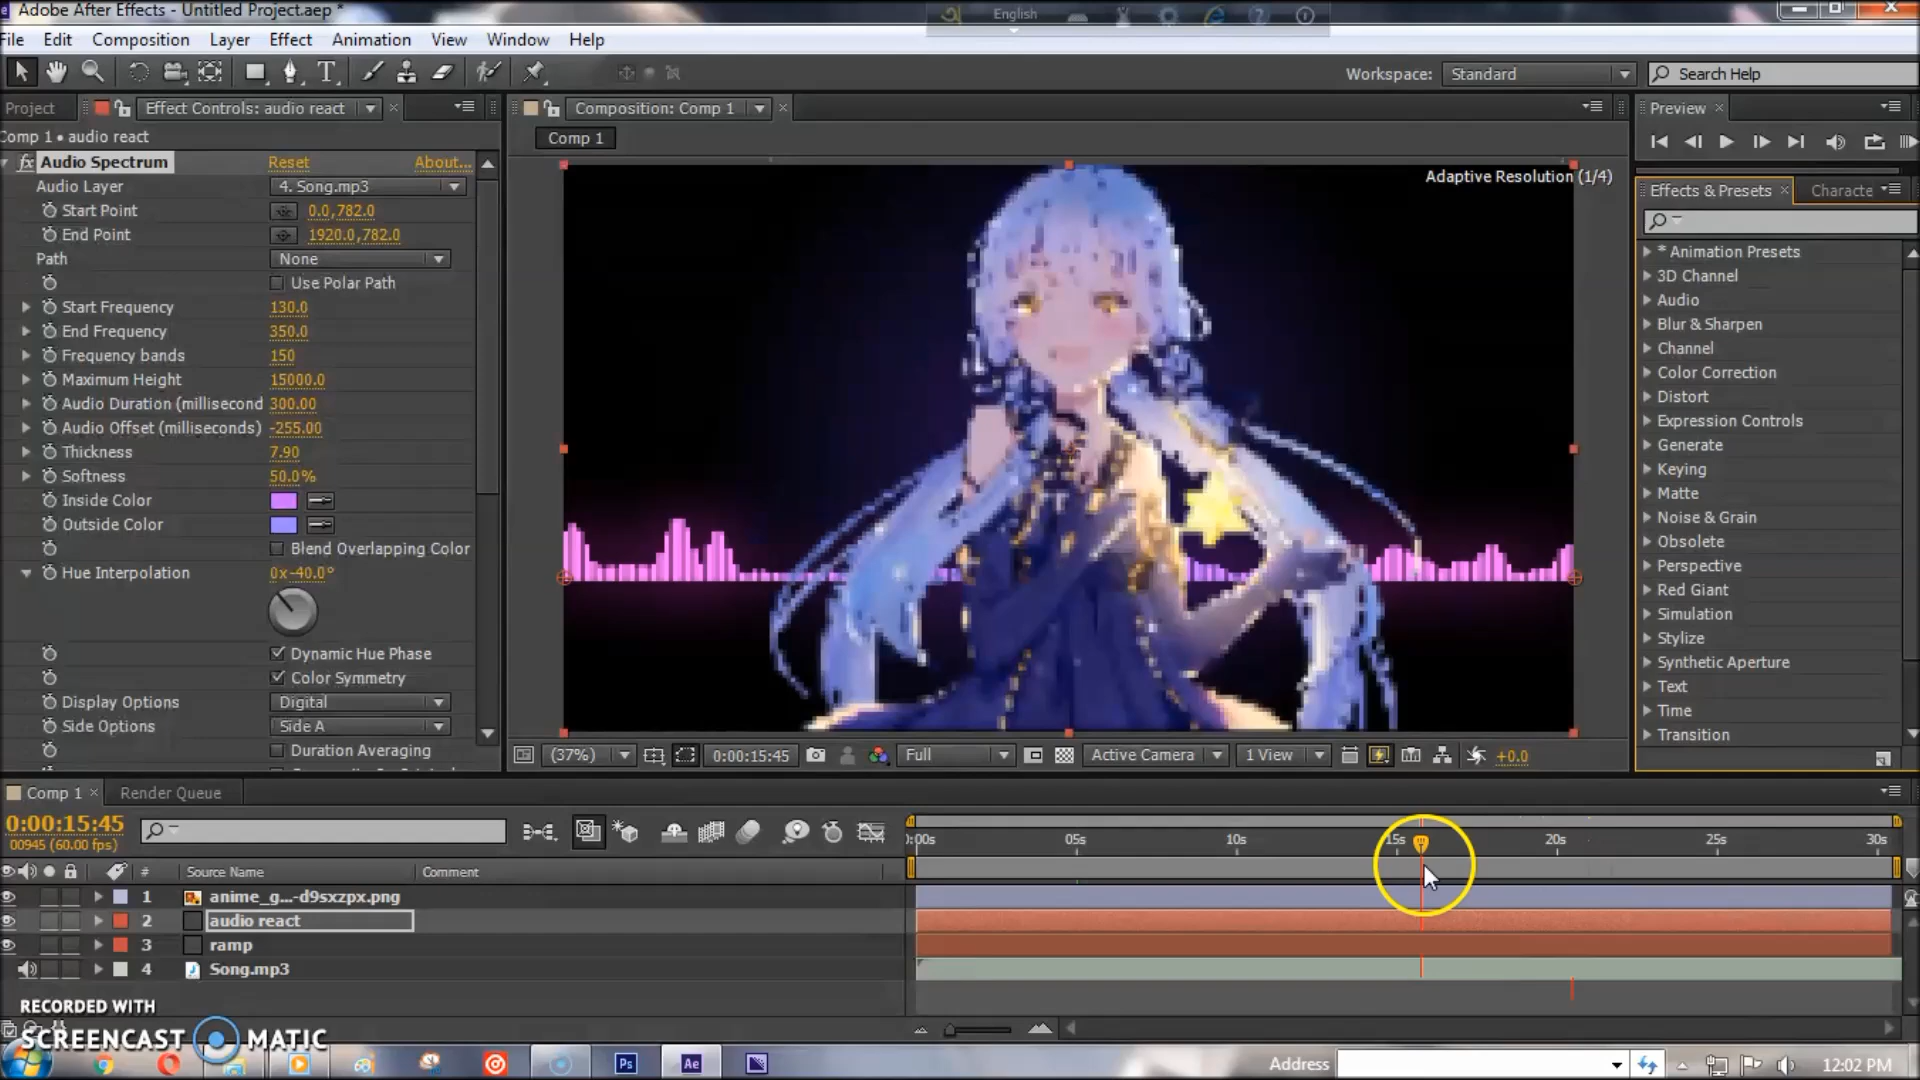 Adobe After Effects - Untitled Project.aep *
English
File Edit Composition Layer Effect Animation View Window Help
Workspace: Standard Search Help
Project Effect Controls: audio react
Comp 1 • audio react
fx Audio Spectrum Reset About...
Audio Layer 4. Song.mp3
Start Point 0.0,782.0
End Point 1920.0,782.0
Path None
Use Polar Path
Start Frequency 130.0
End Frequency 350.0
Frequency bands 150
Maximum Height 15000.0
Audio Duration (millisecond 300.00
Audio Offset (milliseconds) -255.00
Thickness 7.90
Softness 50.0%
Inside Color
Outside Color
Blend Overlapping Color
Hue Interpolation 0x-40.0°
Dynamic Hue Phase
Color Symmetry
Display Options Digital
Side Options Side A
Duration Averaging
Composition: Comp 1
Comp 1
Adaptive Resolution (1/4)
(37%) 0:00:15:45 Full Active Camera 1 View +0.0
Preview
Effects & Presets Characte
* Animation Presets
3D Channel
Audio
Blur & Sharpen
Channel
Color Correction
Distort
Expression Controls
Generate
Keying
Matte
Noise & Grain
Obsolete
Perspective
Red Giant
Simulation
Stylize
Synthetic Aperture
Text
Time
Transition
Comp 1 Render Queue
0:00:15:45
00945 (60.00 fps)
:00s 05s 10s 15s 20s 25s 30s
# Source Name Comment
1 anime_g...-d9sxzpx.png
2 audio react
3 ramp
4 Song.mp3
RECORDED WITH
SCREENCAST MATIC
Ps Ae Address 12:02 PM